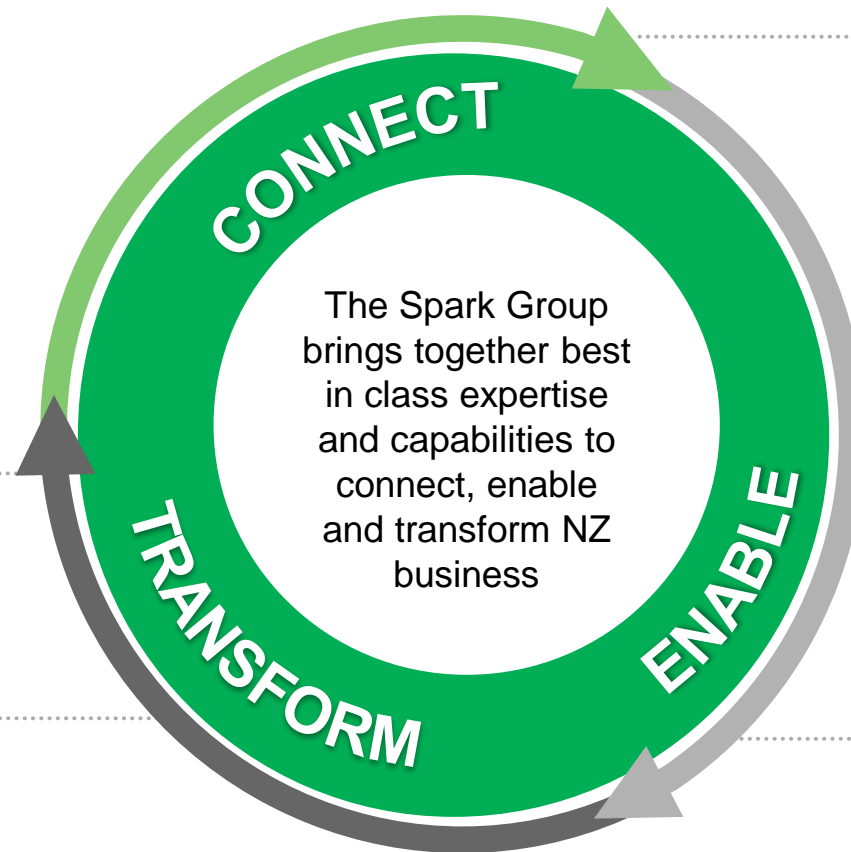 CONNECT
The Spark Group
brings together best
in class expertise
and capabilities to
connect, enable
and transform NZ
business
ENABLE
TRANSFORM